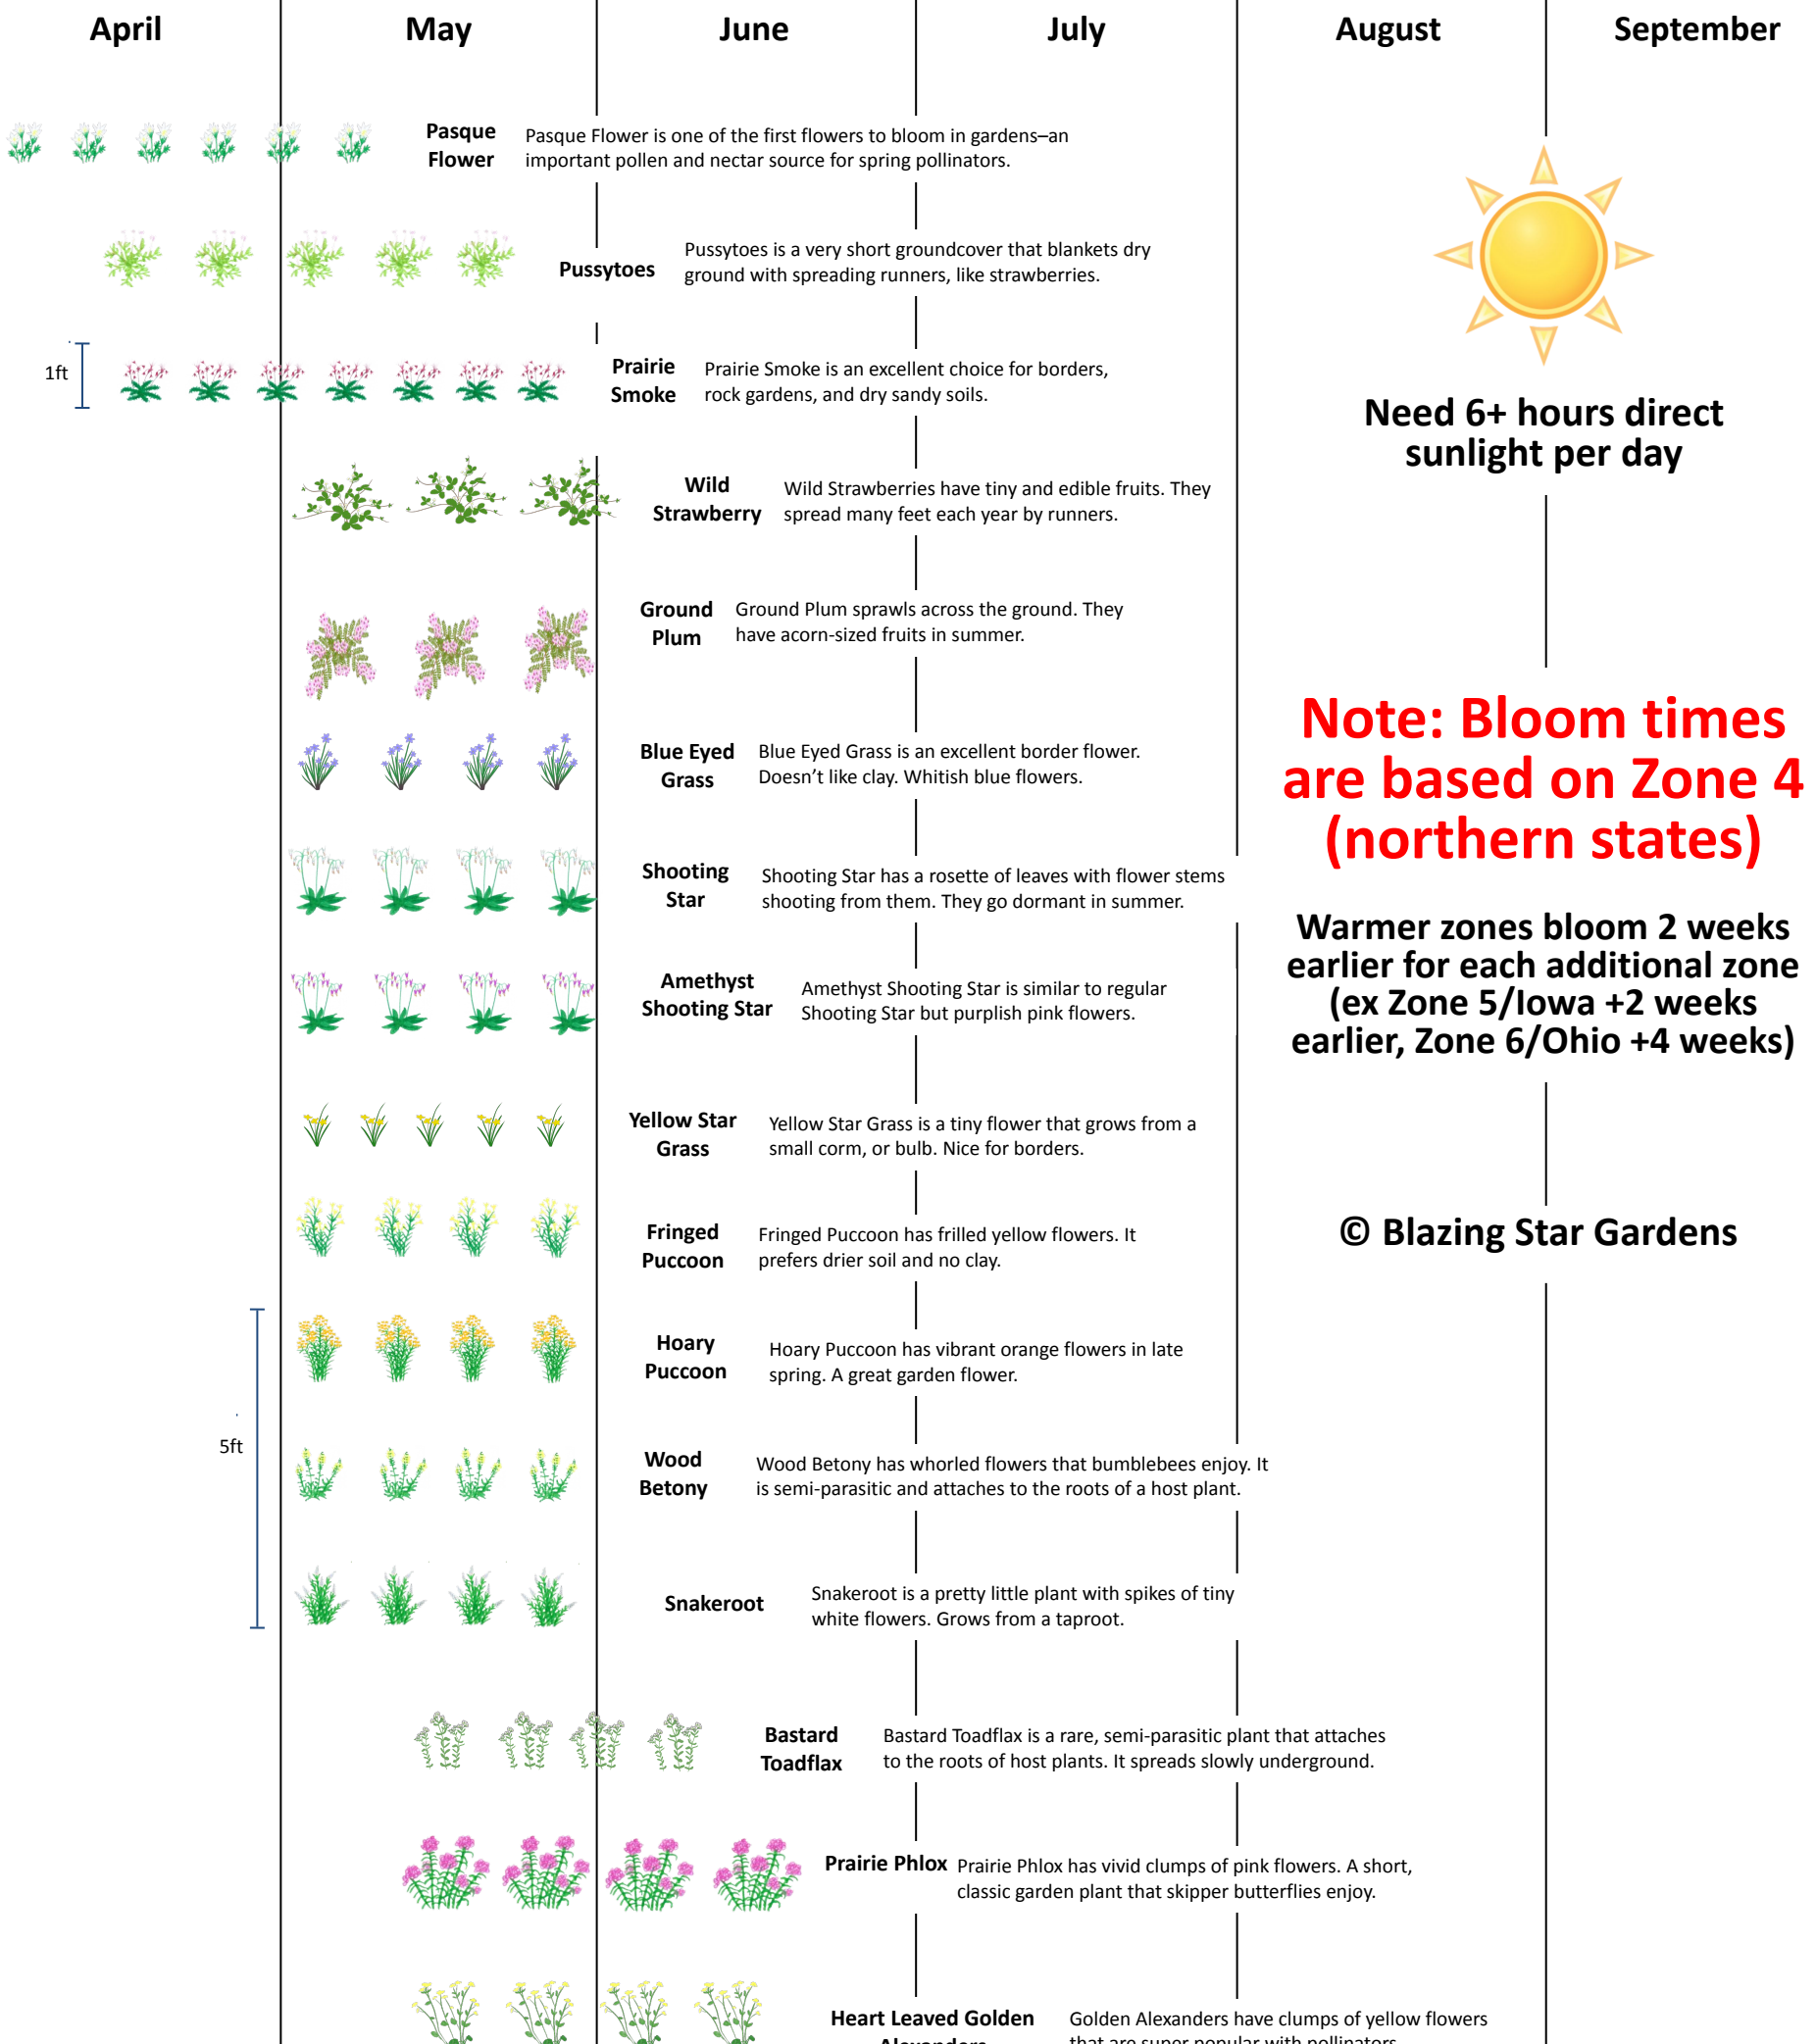 April
May
June
July
August
September
Pasque
Flower
Pasque Flower is one of the first flowers to bloom in gardens–an
important pollen and nectar source for spring pollinators.
Pussytoes
Pussytoes is a very short groundcover that blankets dry
ground with spreading runners, like strawberries.
1ft
Prairie
Smoke
Prairie Smoke is an excellent choice for borders,
rock gardens, and dry sandy soils.
Need 6+ hours direct
sunlight per day
Wild
Strawberry
Wild Strawberries have tiny and edible fruits. They
spread many feet each year by runners.
Ground
Plum
Ground Plum sprawls across the ground. They
have acorn-sized fruits in summer.
Note: Bloom times
are based on Zone 4
(northern states)
Blue Eyed
Grass
Blue Eyed Grass is an excellent border flower.
Doesn't like clay. Whitish blue flowers.
Shooting
Star
Shooting Star has a rosette of leaves with flower stems
shooting from them. They go dormant in summer.
Warmer zones bloom 2 weeks
earlier for each additional zone
(ex Zone 5/Iowa +2 weeks
earlier, Zone 6/Ohio +4 weeks)
Amethyst
Shooting Star
Amethyst Shooting Star is similar to regular
Shooting Star but purplish pink flowers.
Yellow Star
Grass
Yellow Star Grass is a tiny flower that grows from a
small corm, or bulb. Nice for borders.
Fringed
Puccoon
Fringed Puccoon has frilled yellow flowers. It
prefers drier soil and no clay.
© Blazing Star Gardens
Hoary
Puccoon
Hoary Puccoon has vibrant orange flowers in late
spring. A great garden flower.
5ft
Wood
Betony
Wood Betony has whorled flowers that bumblebees enjoy. It
is semi-parasitic and attaches to the roots of a host plant.
Snakeroot
Snakeroot is a pretty little plant with spikes of tiny
white flowers. Grows from a taproot.
Bastard
Toadflax
Bastard Toadflax is a rare, semi-parasitic plant that attaches
to the roots of host plants. It spreads slowly underground.
Prairie Phlox
Prairie Phlox has vivid clumps of pink flowers. A short,
classic garden plant that skipper butterflies enjoy.
Heart Leaved Golden
Alexanders
Golden Alexanders have clumps of yellow flowers
that are super popular with pollinators.